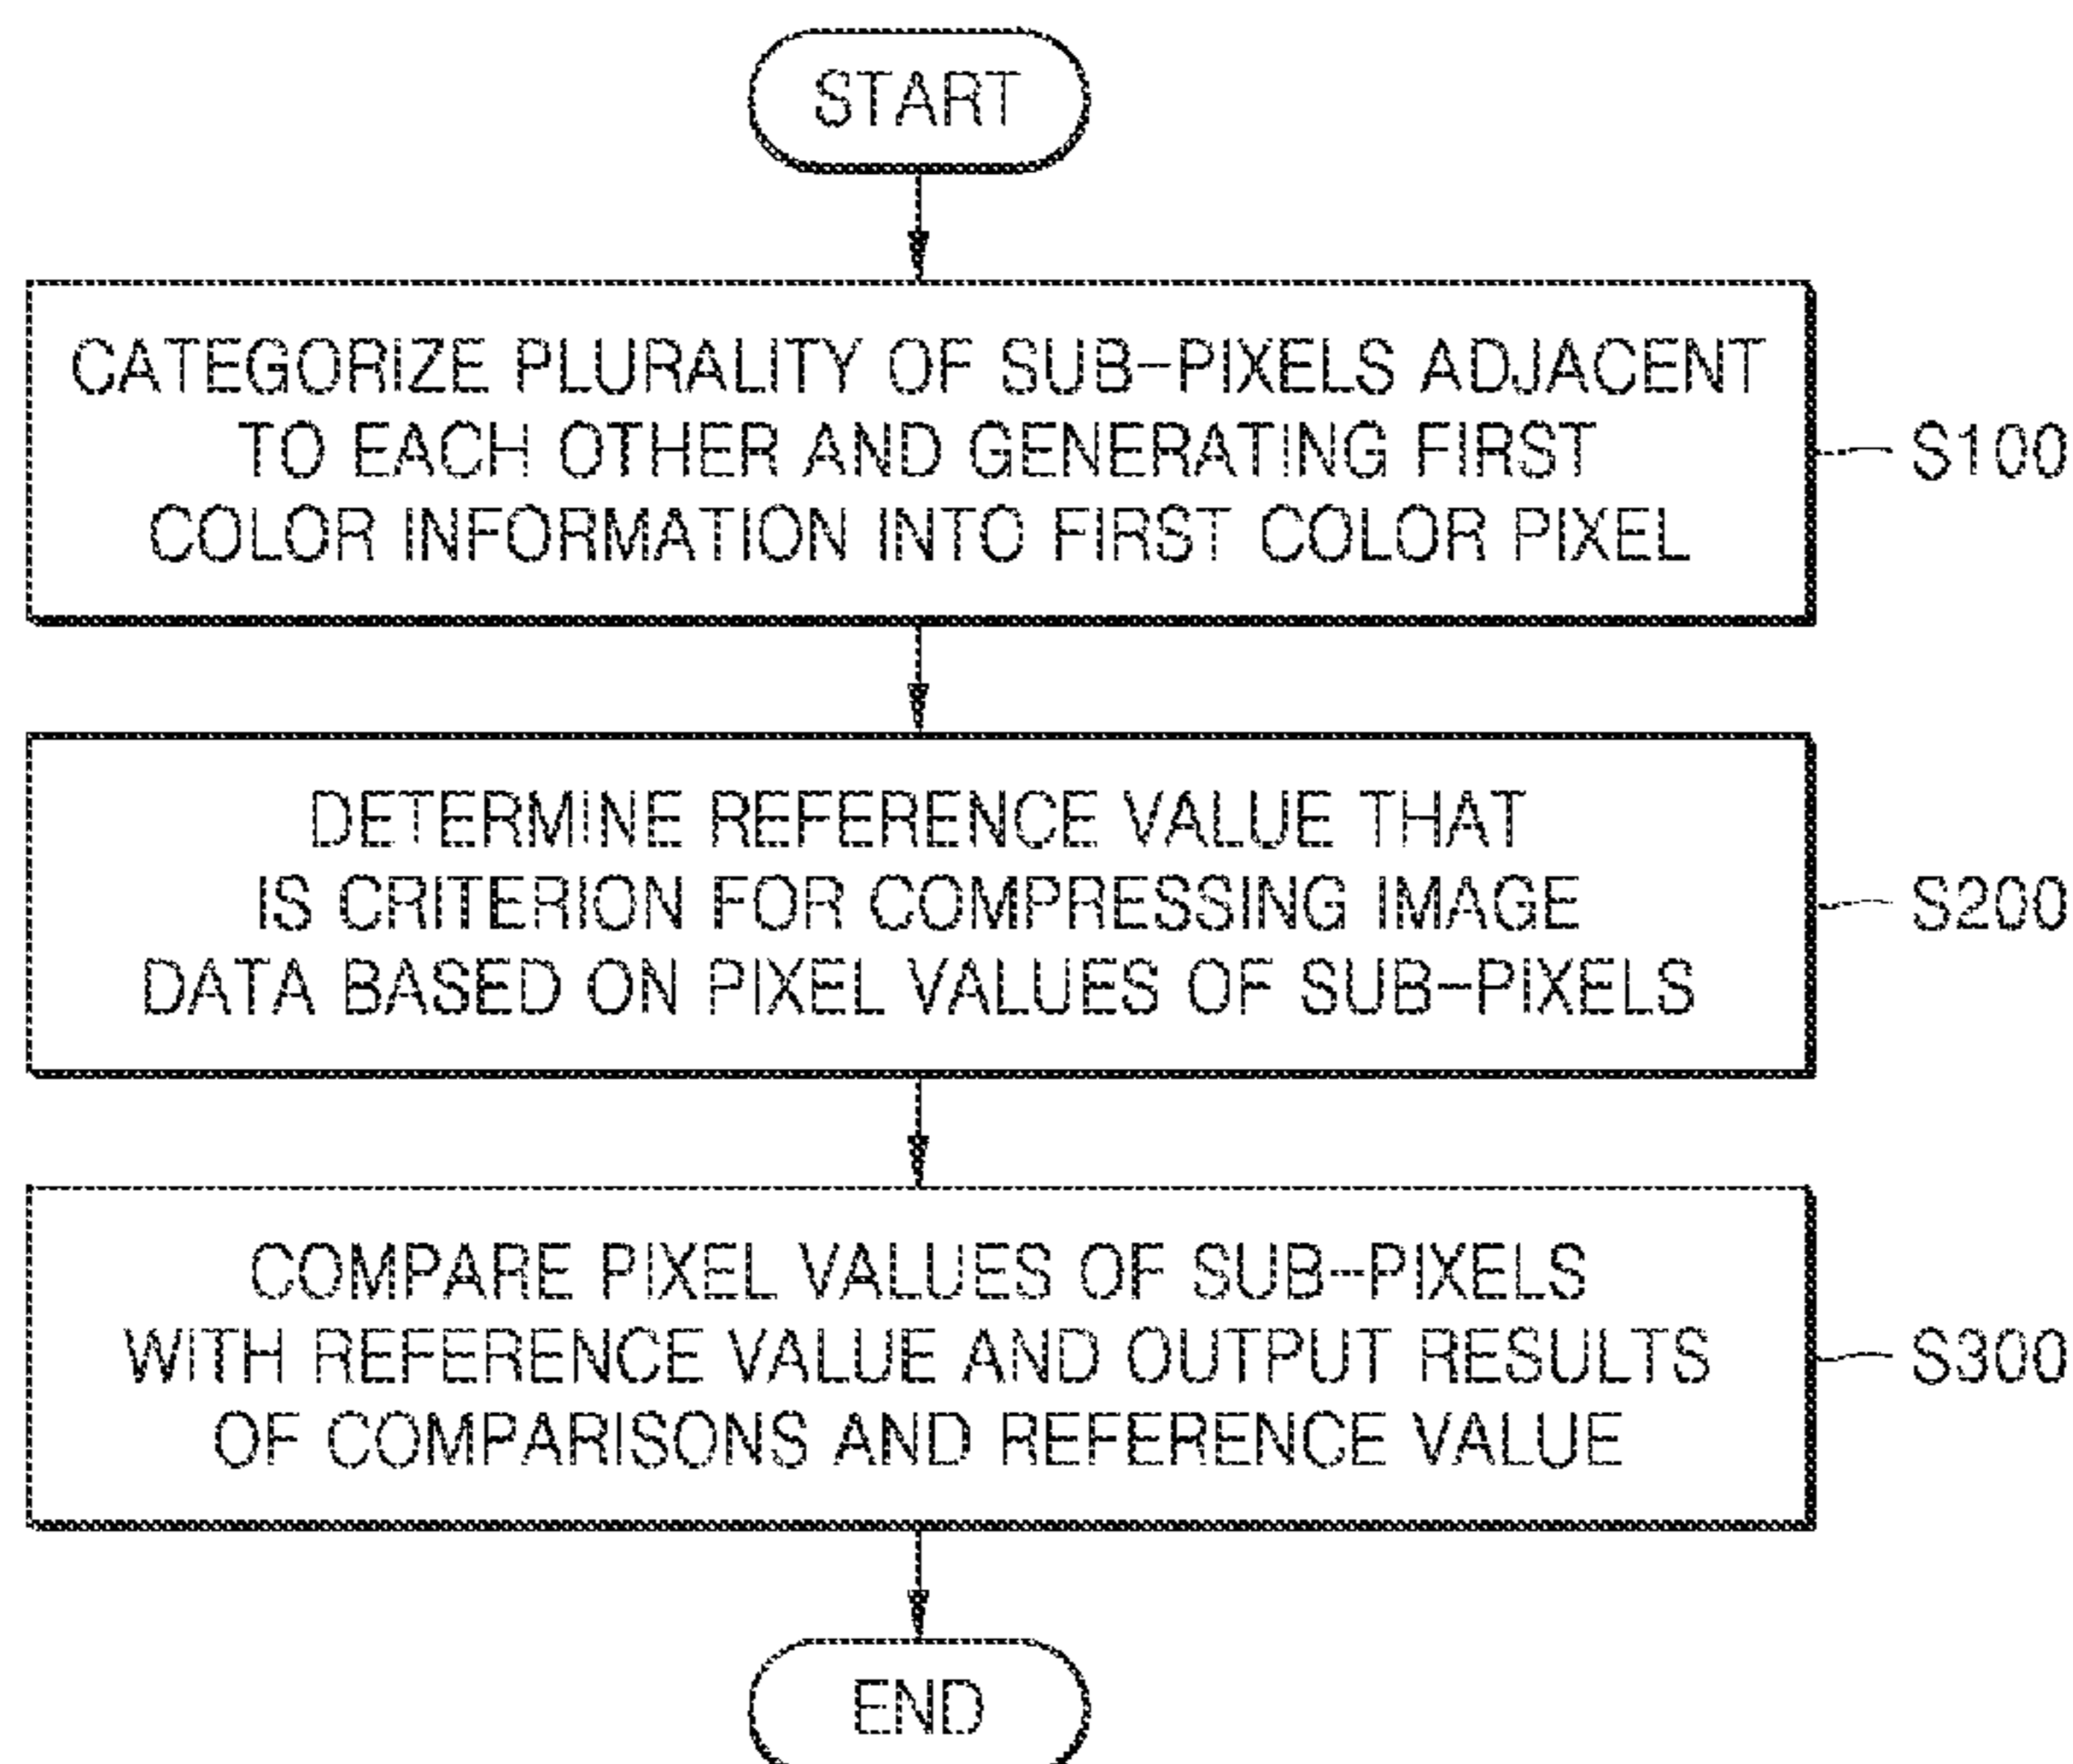 START
CATEGORIZE PLURALITY OF SUB-PIXELS ADJACENT
TO EACH OTHER AND GENERATING FIRST
COLOR INFORMATION INTO FIRST COLOR PIXEL
S100
DETERMINE REFERENCE VALUE THAT
IS CRITERION FOR COMPRESSING IMAGE
DATA BASED ON PIXEL VALUES OF SUB-PIXELS
S200
COMPARE PIXEL VALUES OF SUB-PIXELS
WITH REFERENCE VALUE AND OUTPUT RESULTS
OF COMPARISONS AND REFERENCE VALUE
S300
END